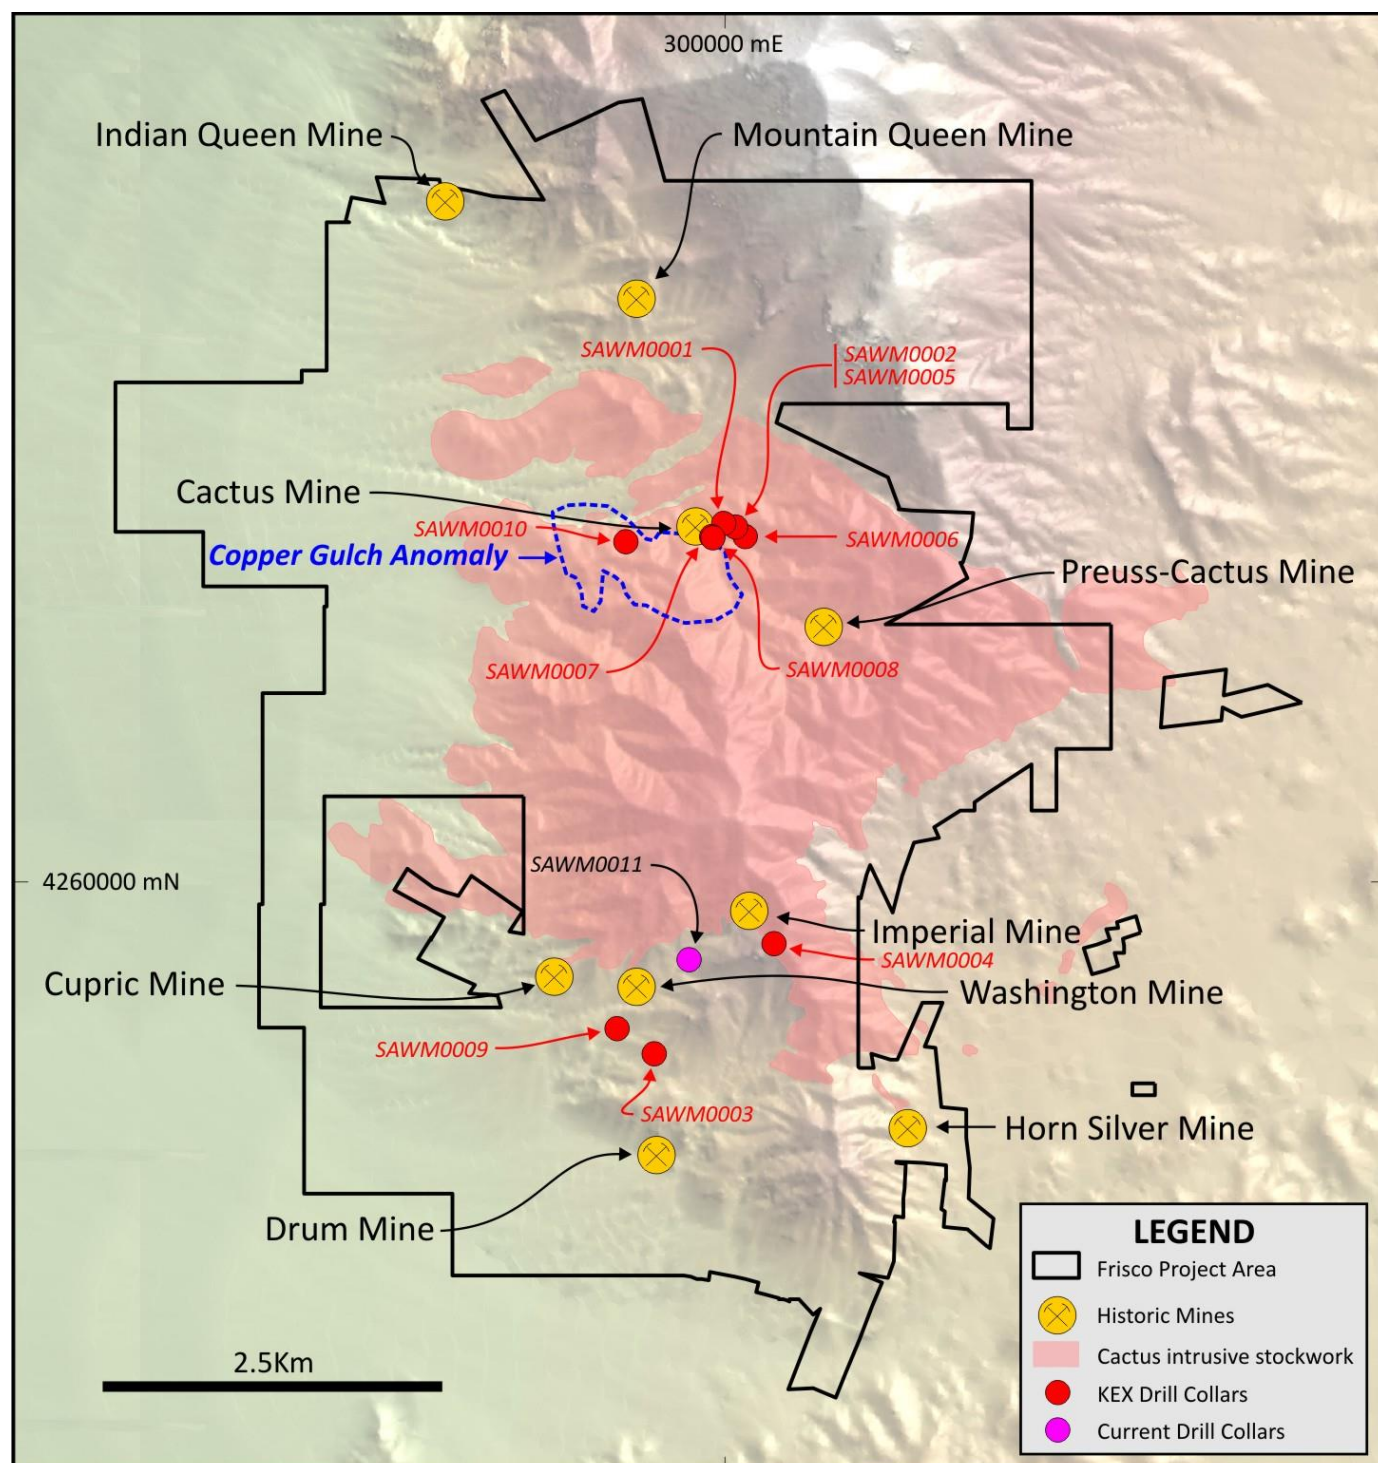 300000 mE
Indian Queen Mine
Mountain Queen Mine
SAWM0001
SAWM0002
SAWM0005
Cactus Mine
SAWM0010
SAWM0006
Copper Gulch Anomaly
Preuss-Cactus Mine
SAWM0007
SAWM0008
SAWM0011
4260000 mN
Imperial Mine
SAWM0004
Cupric Mine
Washington Mine
SAWM0009
SAWM0003
Horn Silver Mine
Drum Mine
LEGEND
Frisco Project Area
Historic Mines
Cactus intrusive stockwork
KEX Drill Collars
Current Drill Collars
2.5Km